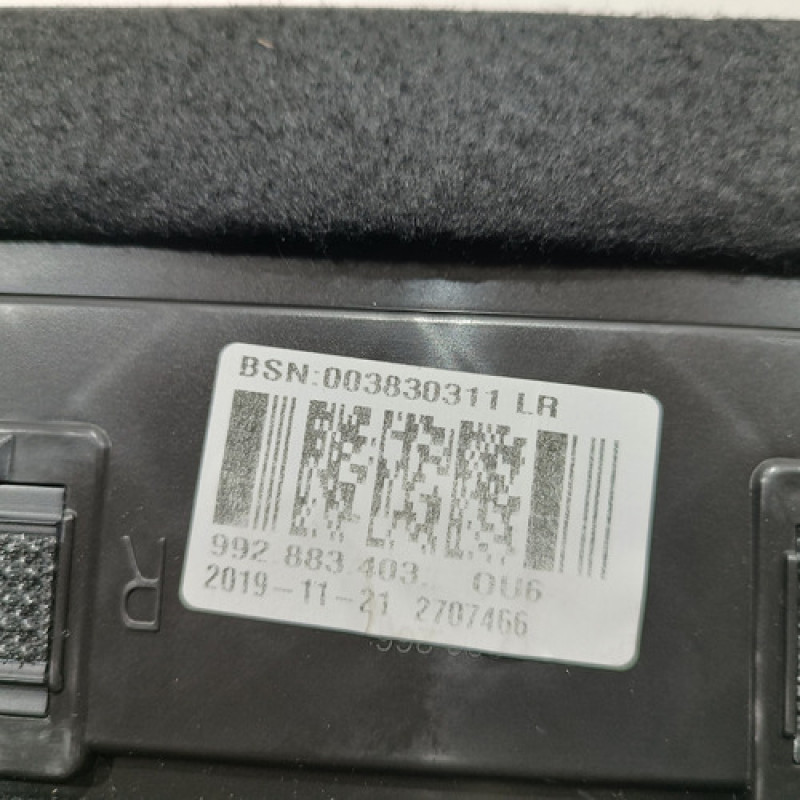 BSN:003830311 LR
992 883 403 OU6
2019-11-21 2707466
R